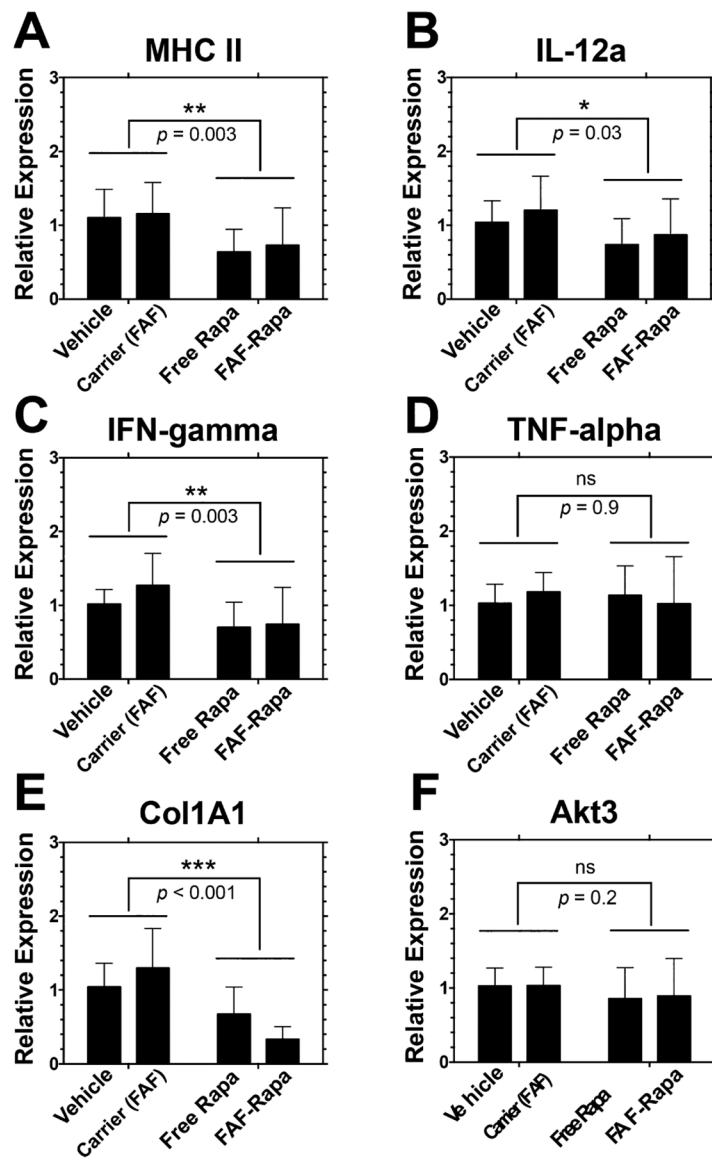 A
MHC II
Relative Expression
3
2
1
0
**
p = 0.003
Vehicle
Carrier (FAF)
Free Rapa
FAF-Rapa
B
IL-12a
Relative Expression
3
2
1
0
*
p = 0.03
Vehicle
Carrier (FAF)
Free Rapa
FAF-Rapa
C
IFN-gamma
Relative Expression
3
2
1
0
**
p = 0.003
Vehicle
Carrier (FAF)
Free Rapa
FAF-Rapa
D
TNF-alpha
Relative Expression
3
2
1
0
ns
p = 0.9
Vehicle
Carrier (FAF)
Free Rapa
FAF-Rapa
E
Col1A1
Relative Expression
3
2
1
0
***
p < 0.001
Vehicle
Carrier (FAF)
Free Rapa
FAF-Rapa
F
Akt3
Relative Expression
3
2
1
0
ns
p = 0.2
Vehicle
Carrier (FAF)
Free Rapa
FAF-Rapa